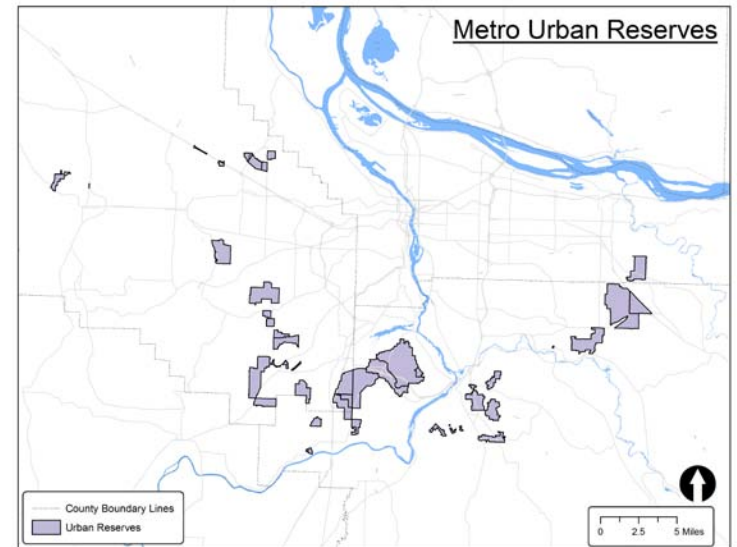 Metro Urban Reserves
County Boundary Lines
Urban Reserves
0 2.5 5 Miles